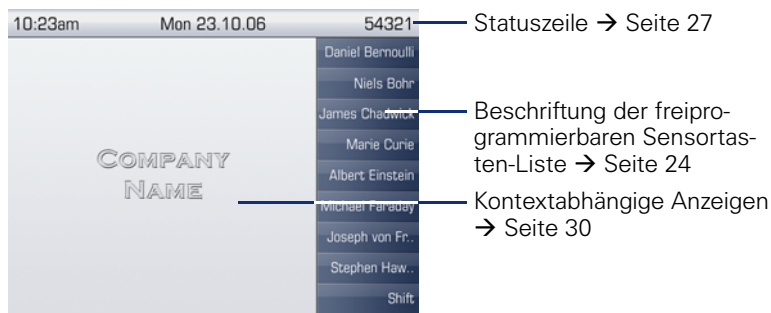 10:23am Mon 23.10.06 54321
Daniel Bernoulli
Niels Bohr
James Chadwick
Marie Curie
Albert Einstein
Michael Faraday
Joseph von Fr..
Stephen Haw..
Shift
COMPANY
NAME
Statuszeile → Seite 27
Beschriftung der freipro-
grammierbaren Sensortas-
ten-Liste → Seite 24
Kontextabhängige Anzeigen
→ Seite 30